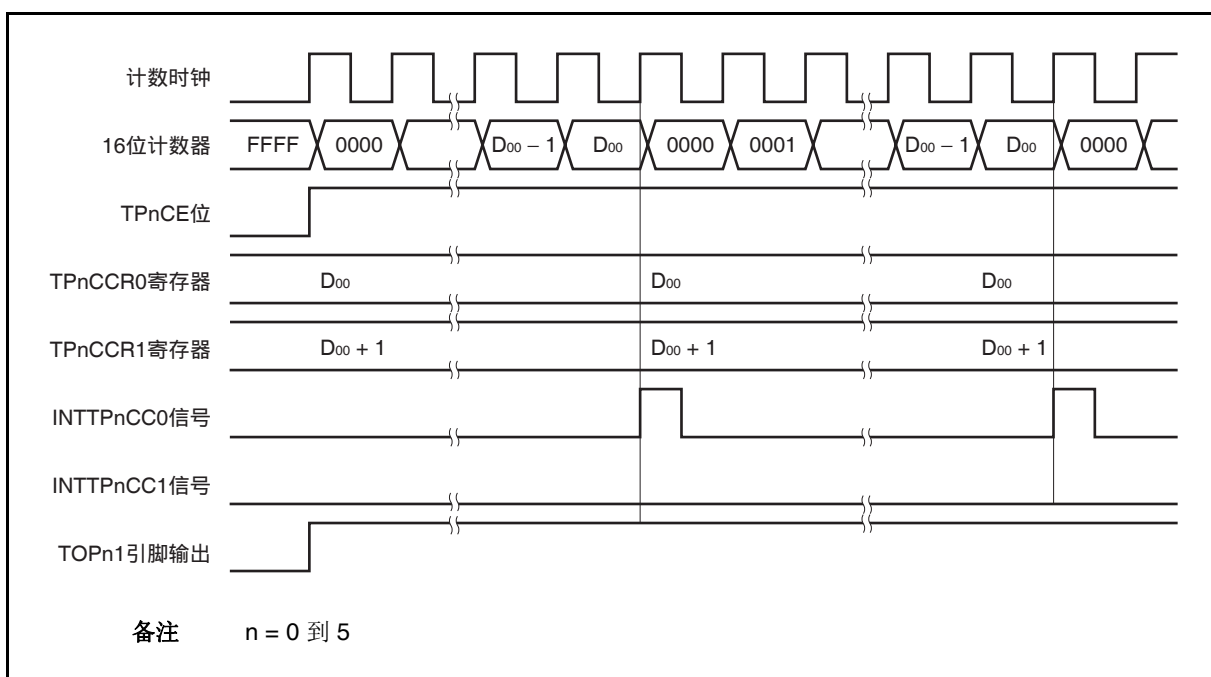 计数时钟
16位计数器 FFFF 0000 D00 − 1 D00 0000 0001 D00 − 1 D00 0000
TPnCE位
TPnCCR0寄存器 D00 D00 D00
TPnCCR1寄存器 D00 + 1 D00 + 1 D00 + 1
INTTPnCC0信号
INTTPnCC1信号
TOPn1引脚输出
备注 n = 0 到 5